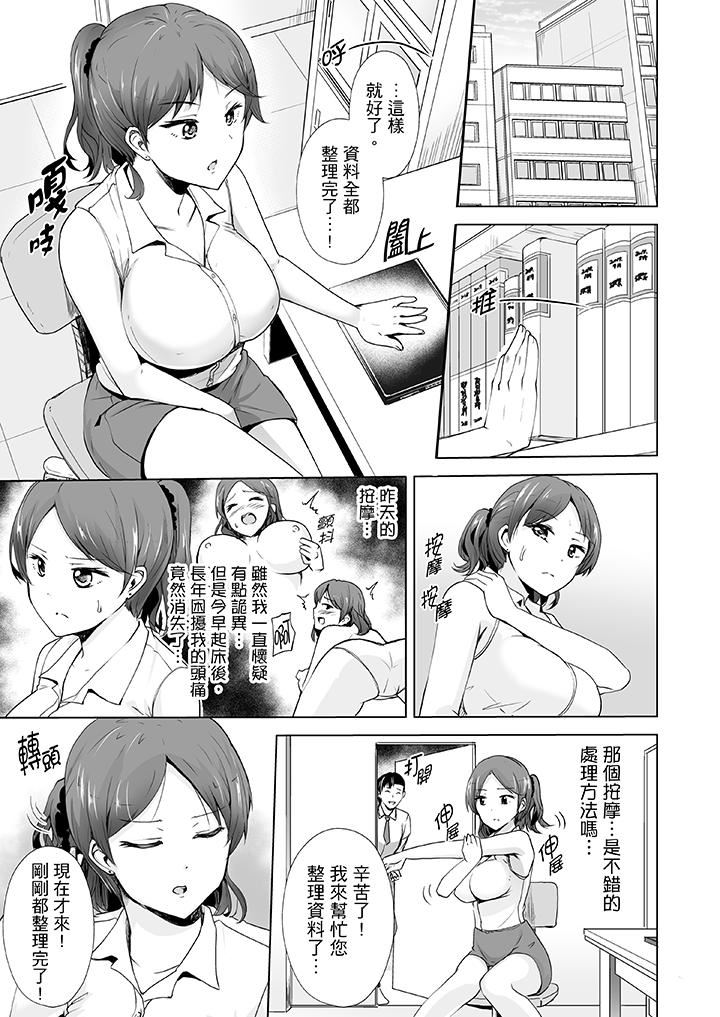 推
呼
…這樣
就好了。
資料全都
整理完了…！
闔上
嘎吱
按摩
按摩
昨天的
按摩…
顫抖
雖然我一直懷疑
有點詭異…
但是今早起床後，
長年困擾我的頭痛
竟然消失了…
那個按摩…是不錯的
處理方法嗎…
打開
伸展
伸展
辛苦了！
我來幫忙您
整理資料了…
轉頭
現在才來！
剛剛都整理完了！